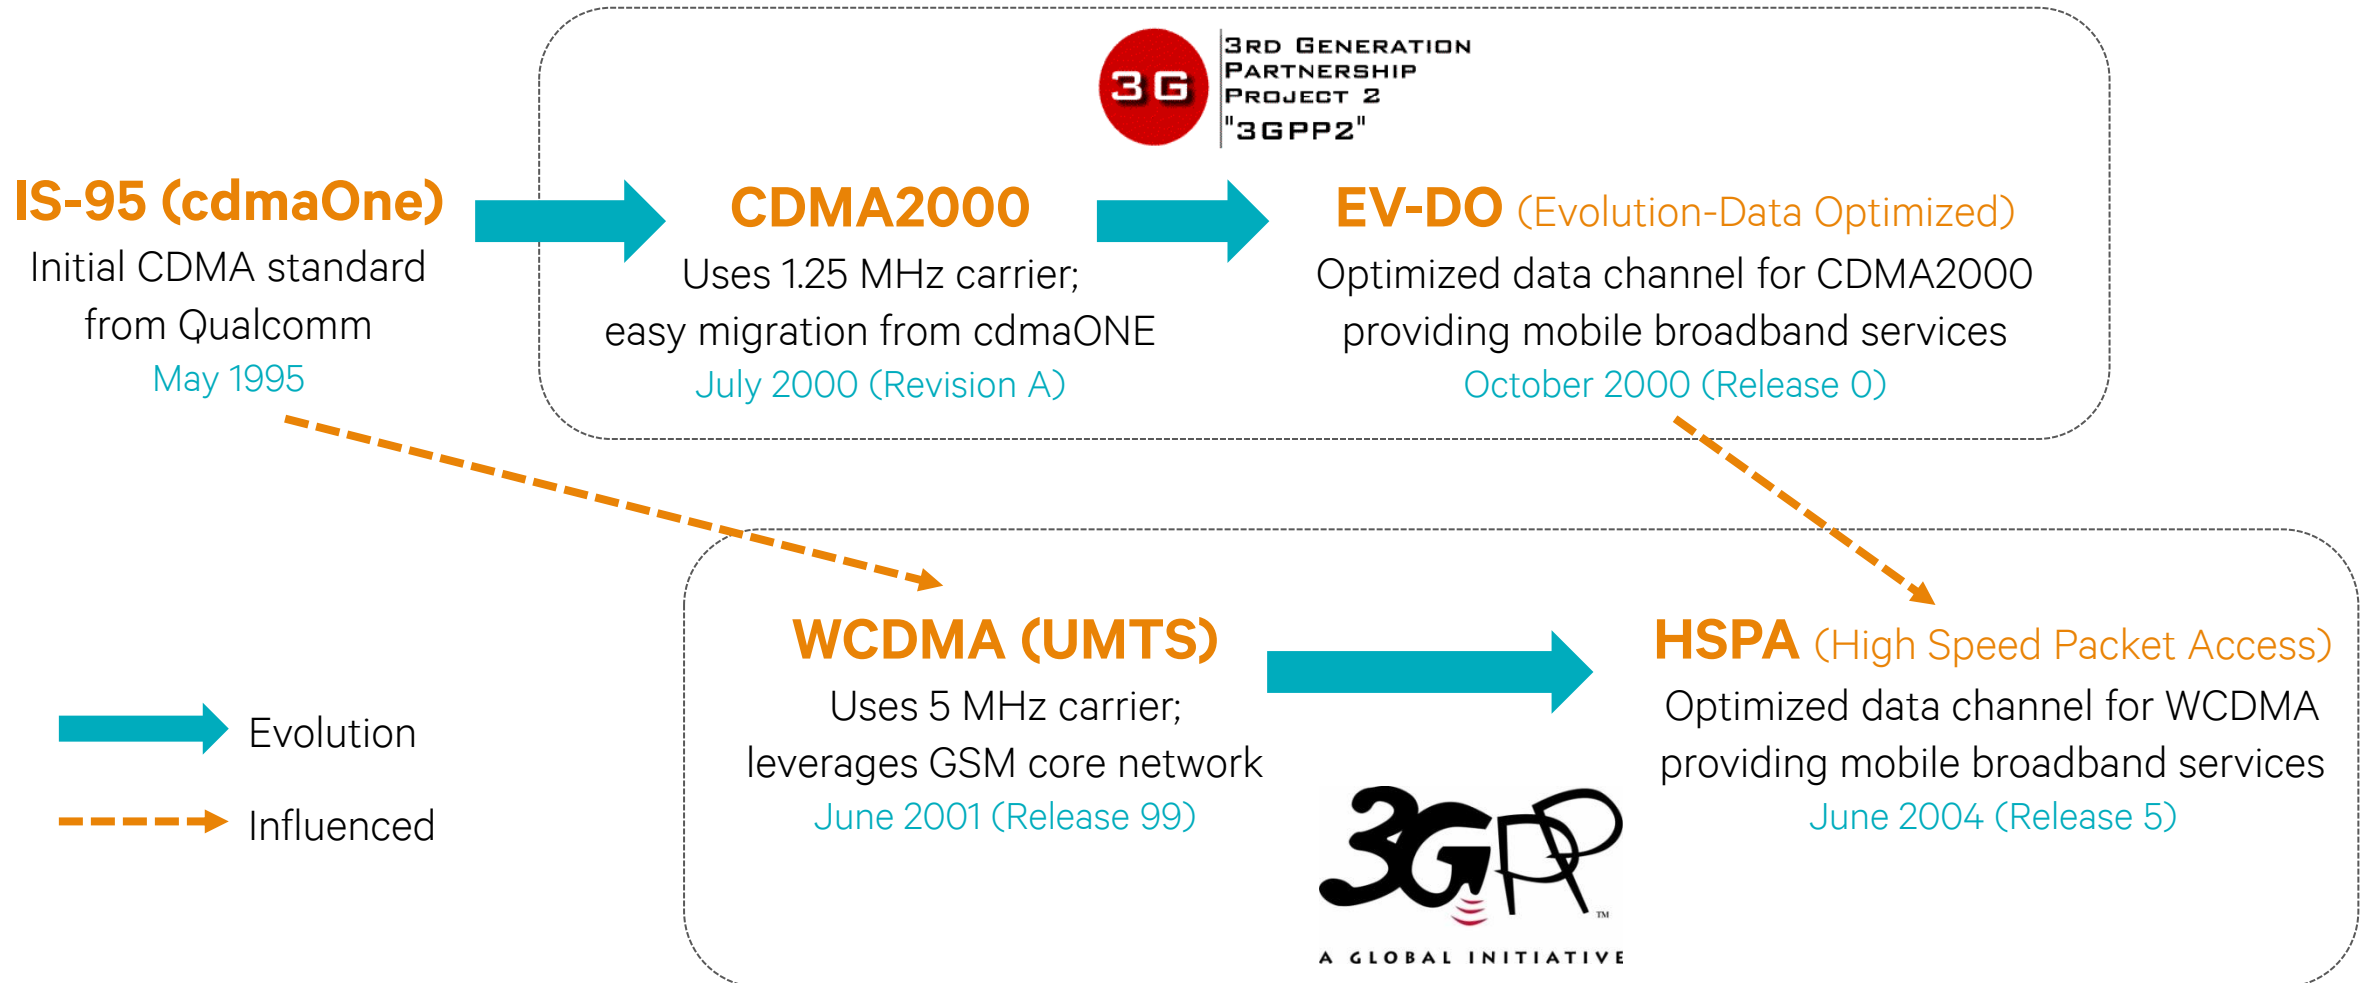 3G
3RD GENERATION
PARTNERSHIP
PROJECT 2
"3GPP2"
IS-95 (cdmaOne)
Initial CDMA standard
from Qualcomm
May 1995
CDMA2000
Uses 1.25 MHz carrier;
easy migration from cdmaONE
July 2000 (Revision A)
EV-DO (Evolution-Data Optimized)
Optimized data channel for CDMA2000
providing mobile broadband services
October 2000 (Release 0)
WCDMA (UMTS)
Uses 5 MHz carrier;
leverages GSM core network
June 2001 (Release 99)
HSPA (High Speed Packet Access)
Optimized data channel for WCDMA
providing mobile broadband services
June 2004 (Release 5)
Evolution
Influenced
3GPP TM
A GLOBAL INITIATIVE